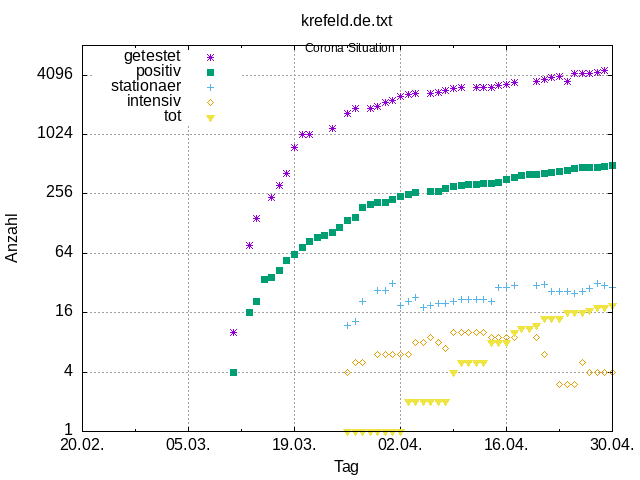 krefeld.de.txt
Corona Situation
getestet
positiv
stationaer
intensiv
tot
4096
1024
256
64
16
4
1
Anzahl
20.02.
05.03.
19.03.
02.04.
16.04.
30.04.
Tag